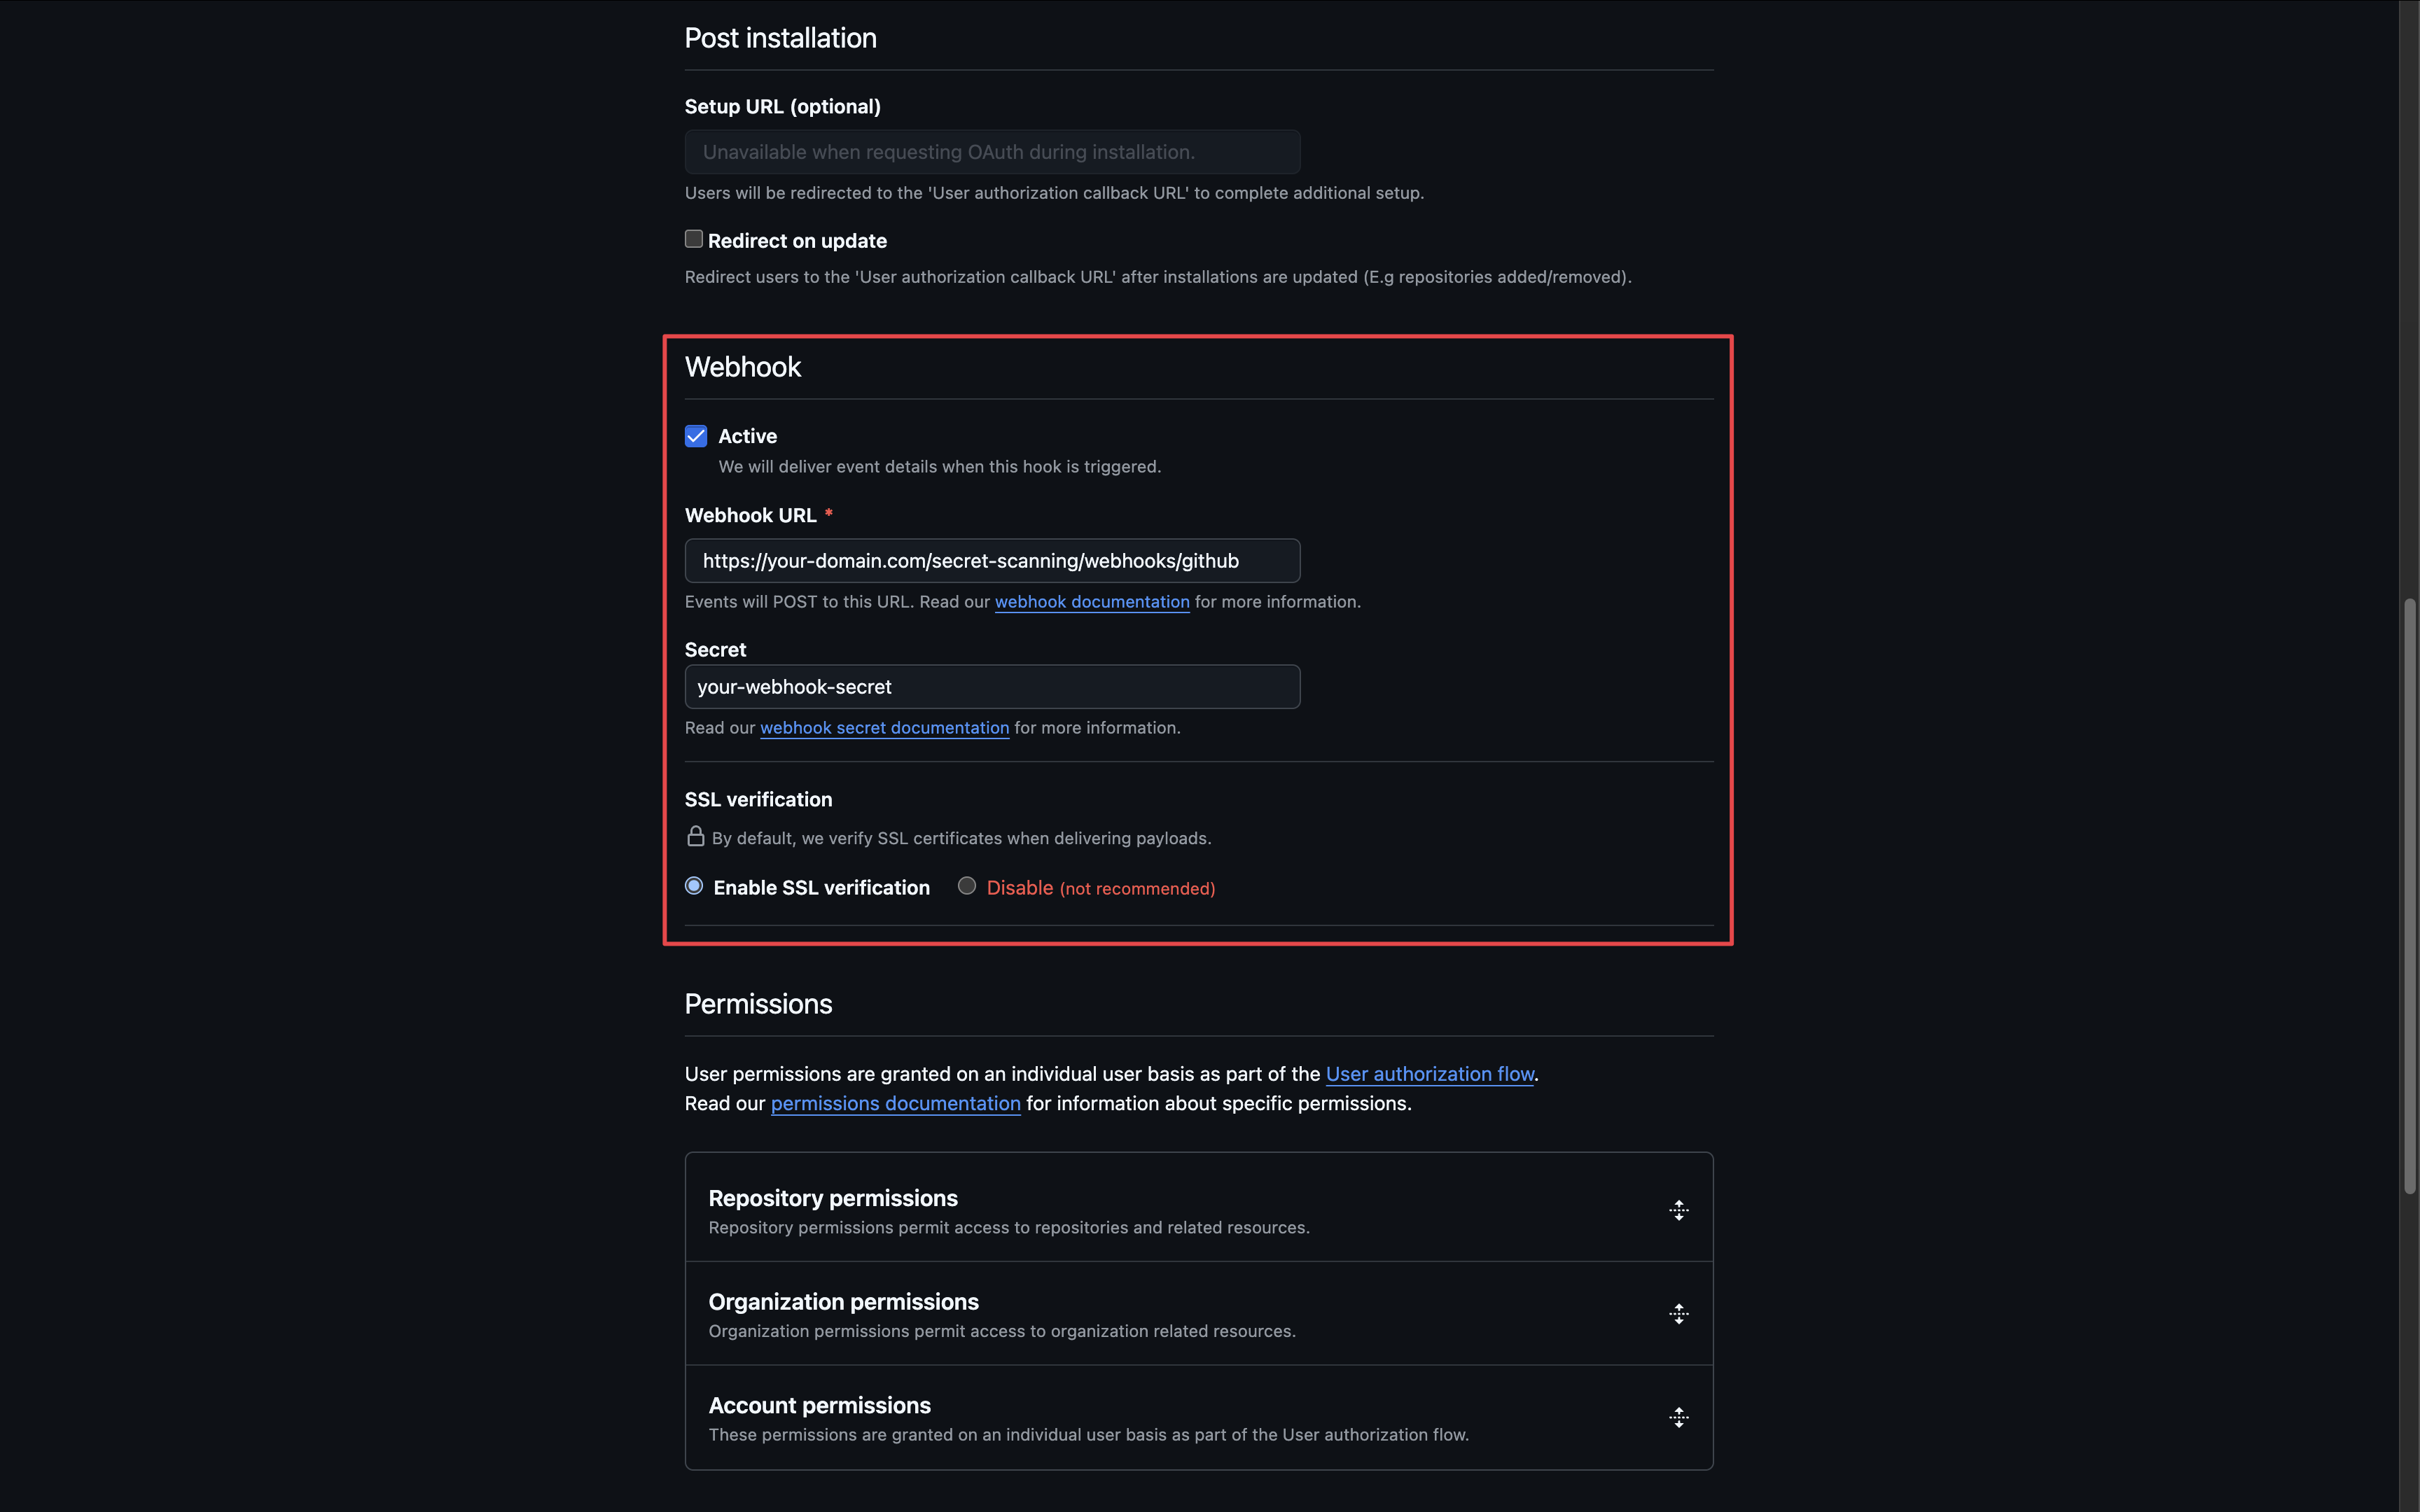 Post installation
Setup URL (optional)
Unavailable when requesting OAuth during installation.
Users will be redirected to the 'User authorization callback URL' to complete additional setup.
Redirect on update
Redirect users to the 'User authorization callback URL' after installations are updated (E.g repositories added/removed).
Webhook
Active
We will deliver event details when this hook is triggered.
Webhook URL *
https://your-domain.com/secret-scanning/webhooks/github
Events will POST to this URL. Read our webhook documentation for more information.
Secret
your-webhook-secret
Read our webhook secret documentation for more information.
SSL verification
By default, we verify SSL certificates when delivering payloads.
Enable SSL verification Disable (not recommended)
Permissions
User permissions are granted on an individual user basis as part of the User authorization flow.
Read our permissions documentation for information about specific permissions.
Repository permissions
Repository permissions permit access to repositories and related resources.
Organization permissions
Organization permissions permit access to organization related resources.
Account permissions
These permissions are granted on an individual user basis as part of the User authorization flow.